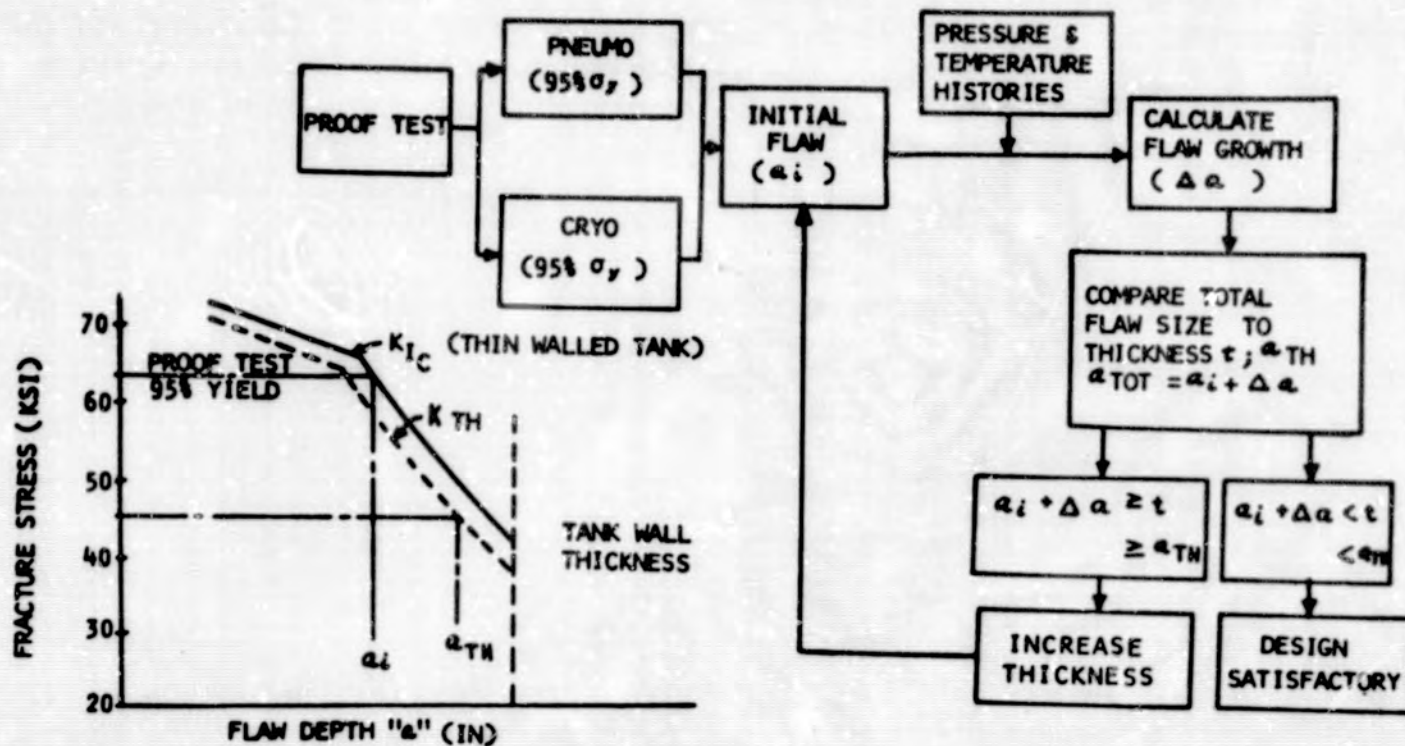 PROOF TEST
PNEUMO
(95% σy)
CRYO
(95% σy)
INITIAL
FLAW
(ai)
PRESSURE &
TEMPERATURE
HISTORIES
CALCULATE
FLAW GROWTH
(Δa)
COMPARE TOTAL
FLAW SIZE TO
THICKNESS t; aTH
aTOT = ai + Δa
ai + Δa ≥ t
≥ aTH
ai + Δa < t
< aTH
INCREASE
THICKNESS
DESIGN
SATISFACTORY
FRACTURE STRESS (KSI)
70
60
50
40
30
20
PROOF TEST
95% YIELD
KIC
(THIN WALLED TANK)
KTH
TANK WALL
THICKNESS
ai
aTH
FLAW DEPTH "a" (IN)